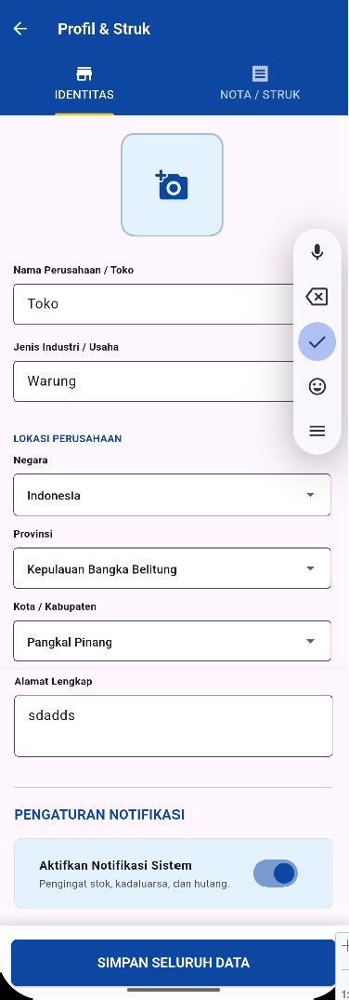 Profil & Struk
IDENTITAS
NOTA / STRUK
Nama Perusahaan / Toko
Toko
Jenis Industri / Usaha
Warung
LOKASI PERUSAHAAN
Negara
Indonesia
Provinsi
Kepulauan Bangka Belitung
Kota / Kabupaten
Pangkal Pinang
Alamat Lengkap
sdadds
PENGATURAN NOTIFIKASI
Aktifkan Notifikasi Sistem
Pengingat stok, kadaluarsa, dan hutang.
SIMPAN SELURUH DATA
1: